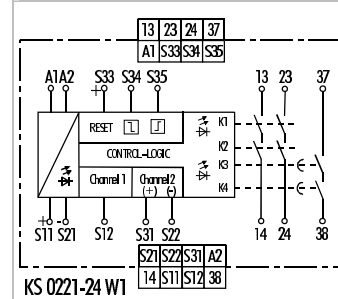 13 23 24 37
A1 S33 S34 S35
A1 A2 S33 S34 S35 13 23 37
+
RESET K1
CONTROL-LOGIC K2
Channel 1 Channel 2 K3
(+) (-) K4
+ -
S11 S21 S12 S31 S22 14 24 38
S21 S22 S31 A2
14 S11 S12 38
KS 0221-24 W1